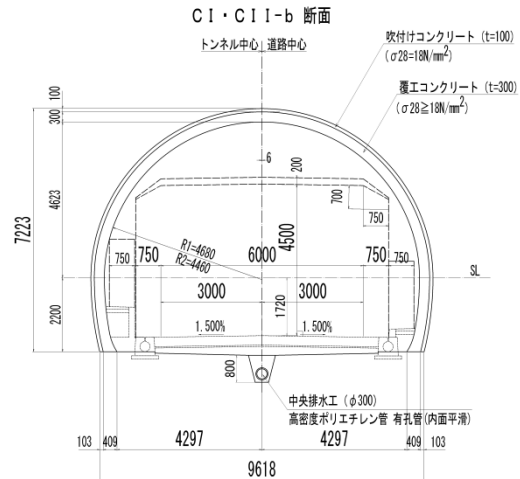 CⅠ・CⅡ-b 断面
トンネル中心 道路中心
吹付けコンクリート (t=100)
(σ28=18N/mm²)
覆工コンクリート (t=300)
(σ28≧18N/mm²)
100
300
4623
7223
2200
6
200
700
750
4500
R1=4680
R2=4460
750
750
6000
750
750
SL
3000
3000
1720
1.500%
1.500%
800
中央排水工 (φ300)
高密度ポリエチレン管 有孔管(内面平滑)
103
409
4297
4297
409
103
9618